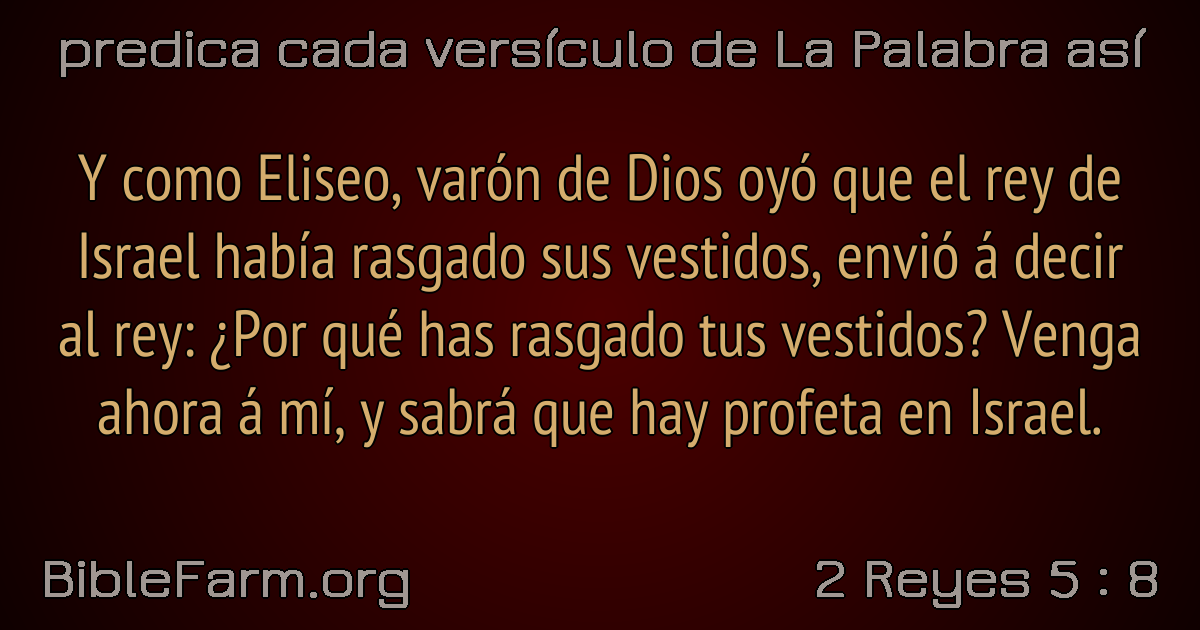 predica cada versículo de La Palabra así
Y como Eliseo, varón de Dios oyó que el rey de
Israel había rasgado sus vestidos, envió á decir
al rey: ¿Por qué has rasgado tus vestidos? Venga
ahora á mí, y sabrá que hay profeta en Israel.
BibleFarm.org
2 Reyes 5 : 8